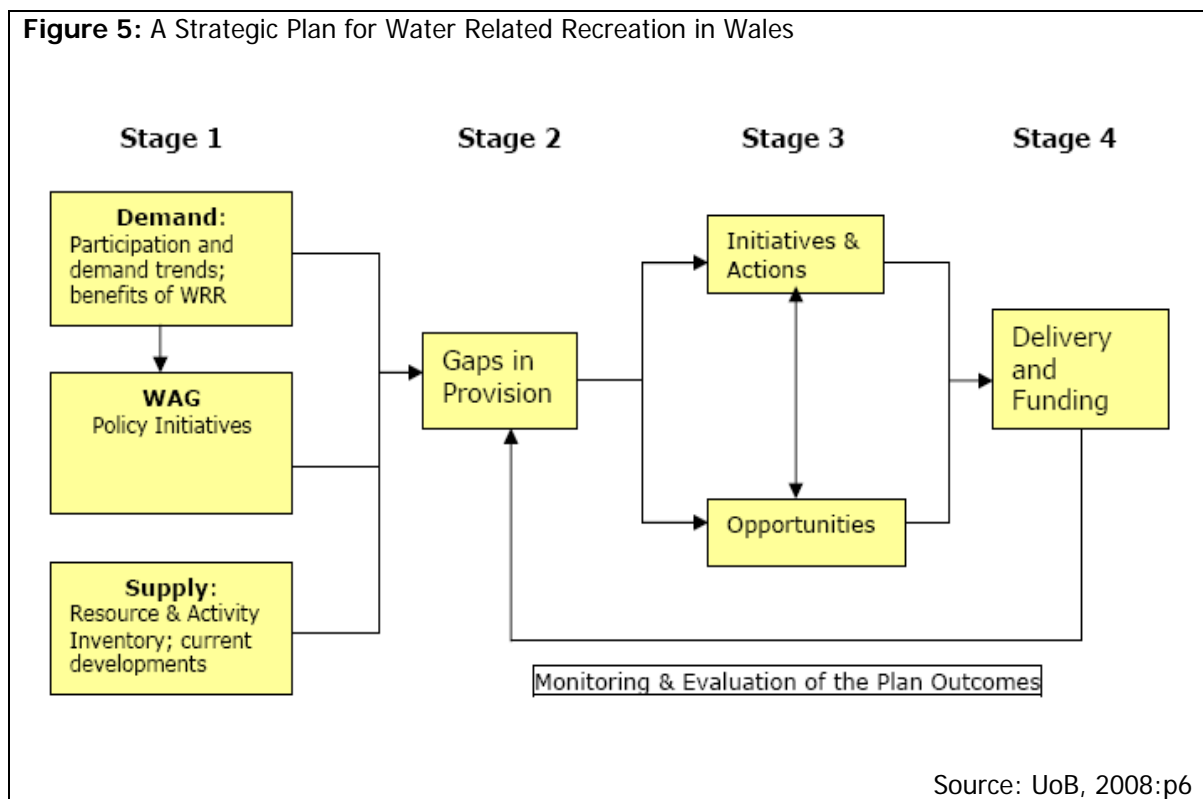 Figure 5: A Strategic Plan for Water Related Recreation in Wales
Stage 1
Stage 2
Stage 3
Stage 4
Demand:
Participation and
demand trends;
benefits of WRR
WAG
Policy Initiatives
Supply:
Resource & Activity
Inventory; current
developments
Gaps in
Provision
Initiatives &
Actions
Opportunities
Delivery
and
Funding
Monitoring & Evaluation of the Plan Outcomes
Source: UoB, 2008:p6